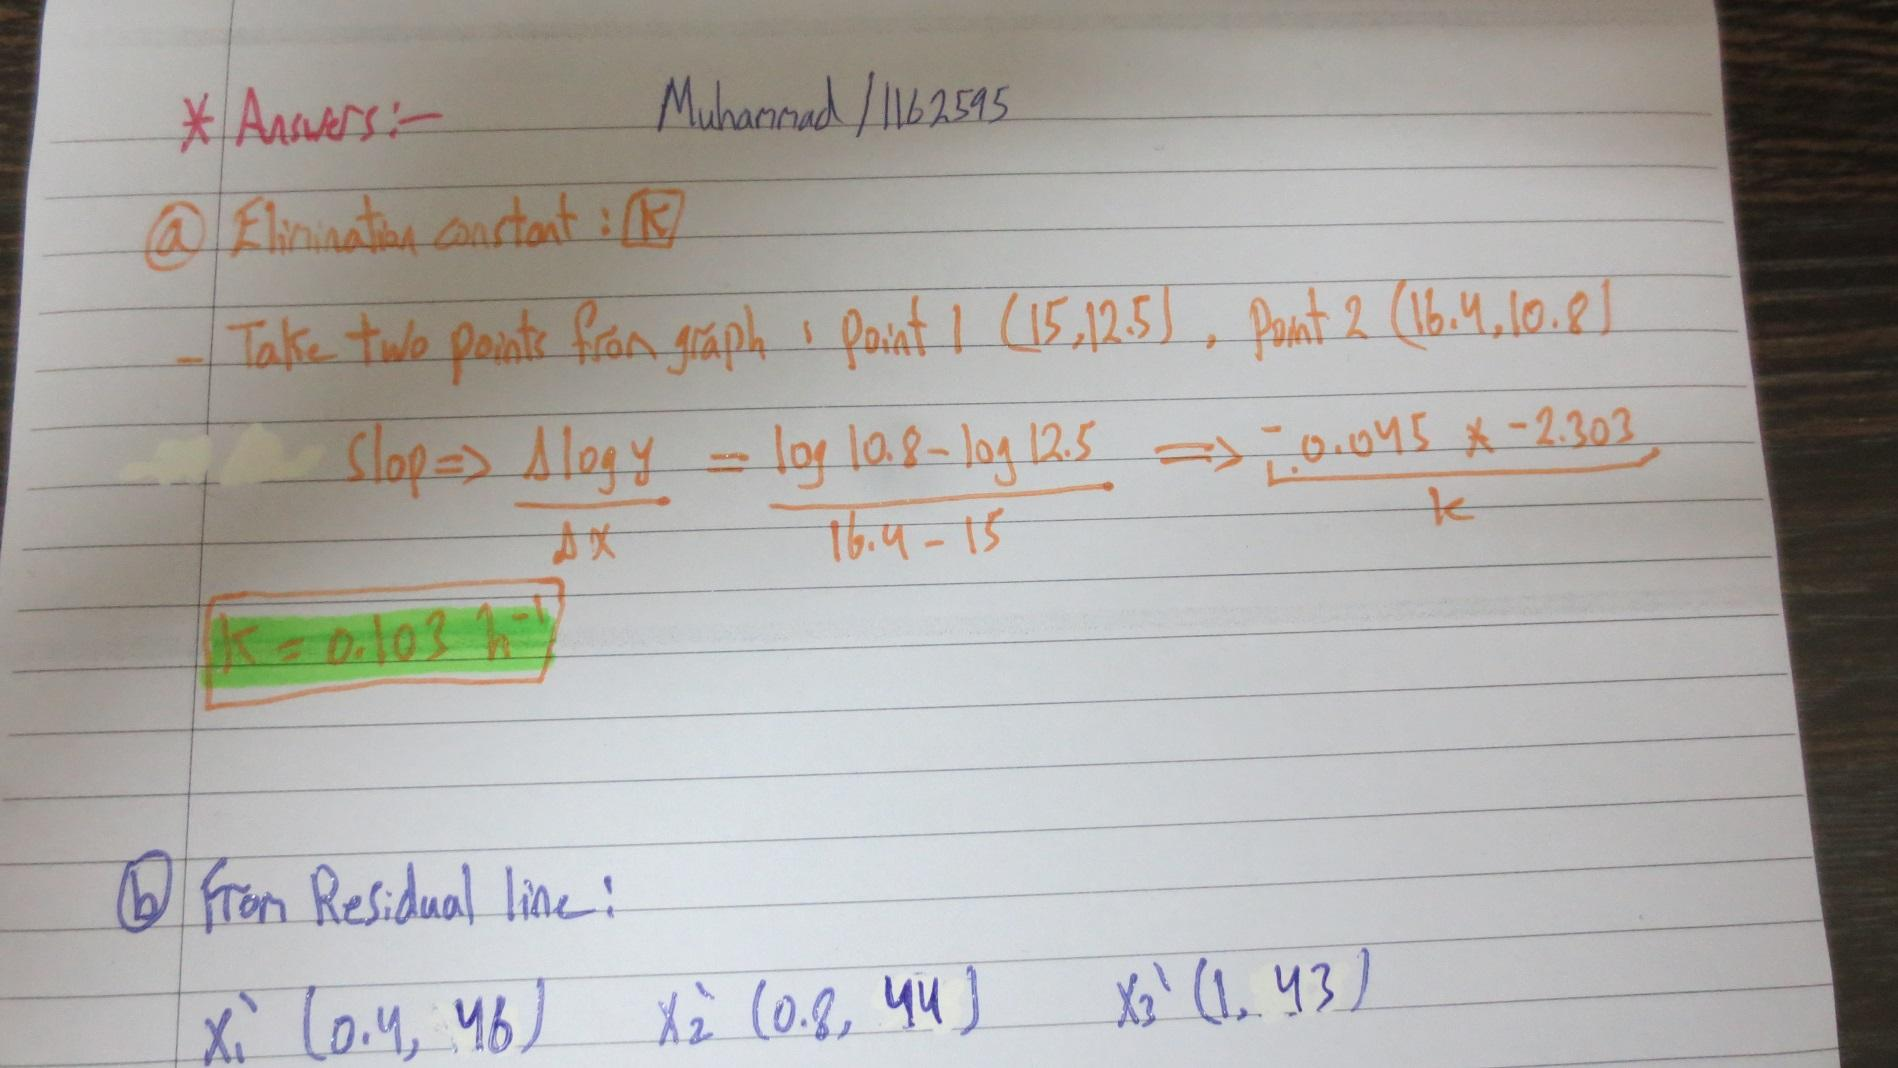 * Answers:- Muhammad / 1162595
ⓐ Elimination constant : K
- Take two points from graph : point 1 (15,12.5) , point 2 (16.4,10.8)
Slop => Δlog y / Δx = log 10.8 - log 12.5 / 16.4 - 15 => -0.045 * -2.303 / k
K = 0.103 h⁻¹
ⓑ from Residual line:
X₁` (0.4, 46) X₂` (0.8, 44) X₃` (1, 43)